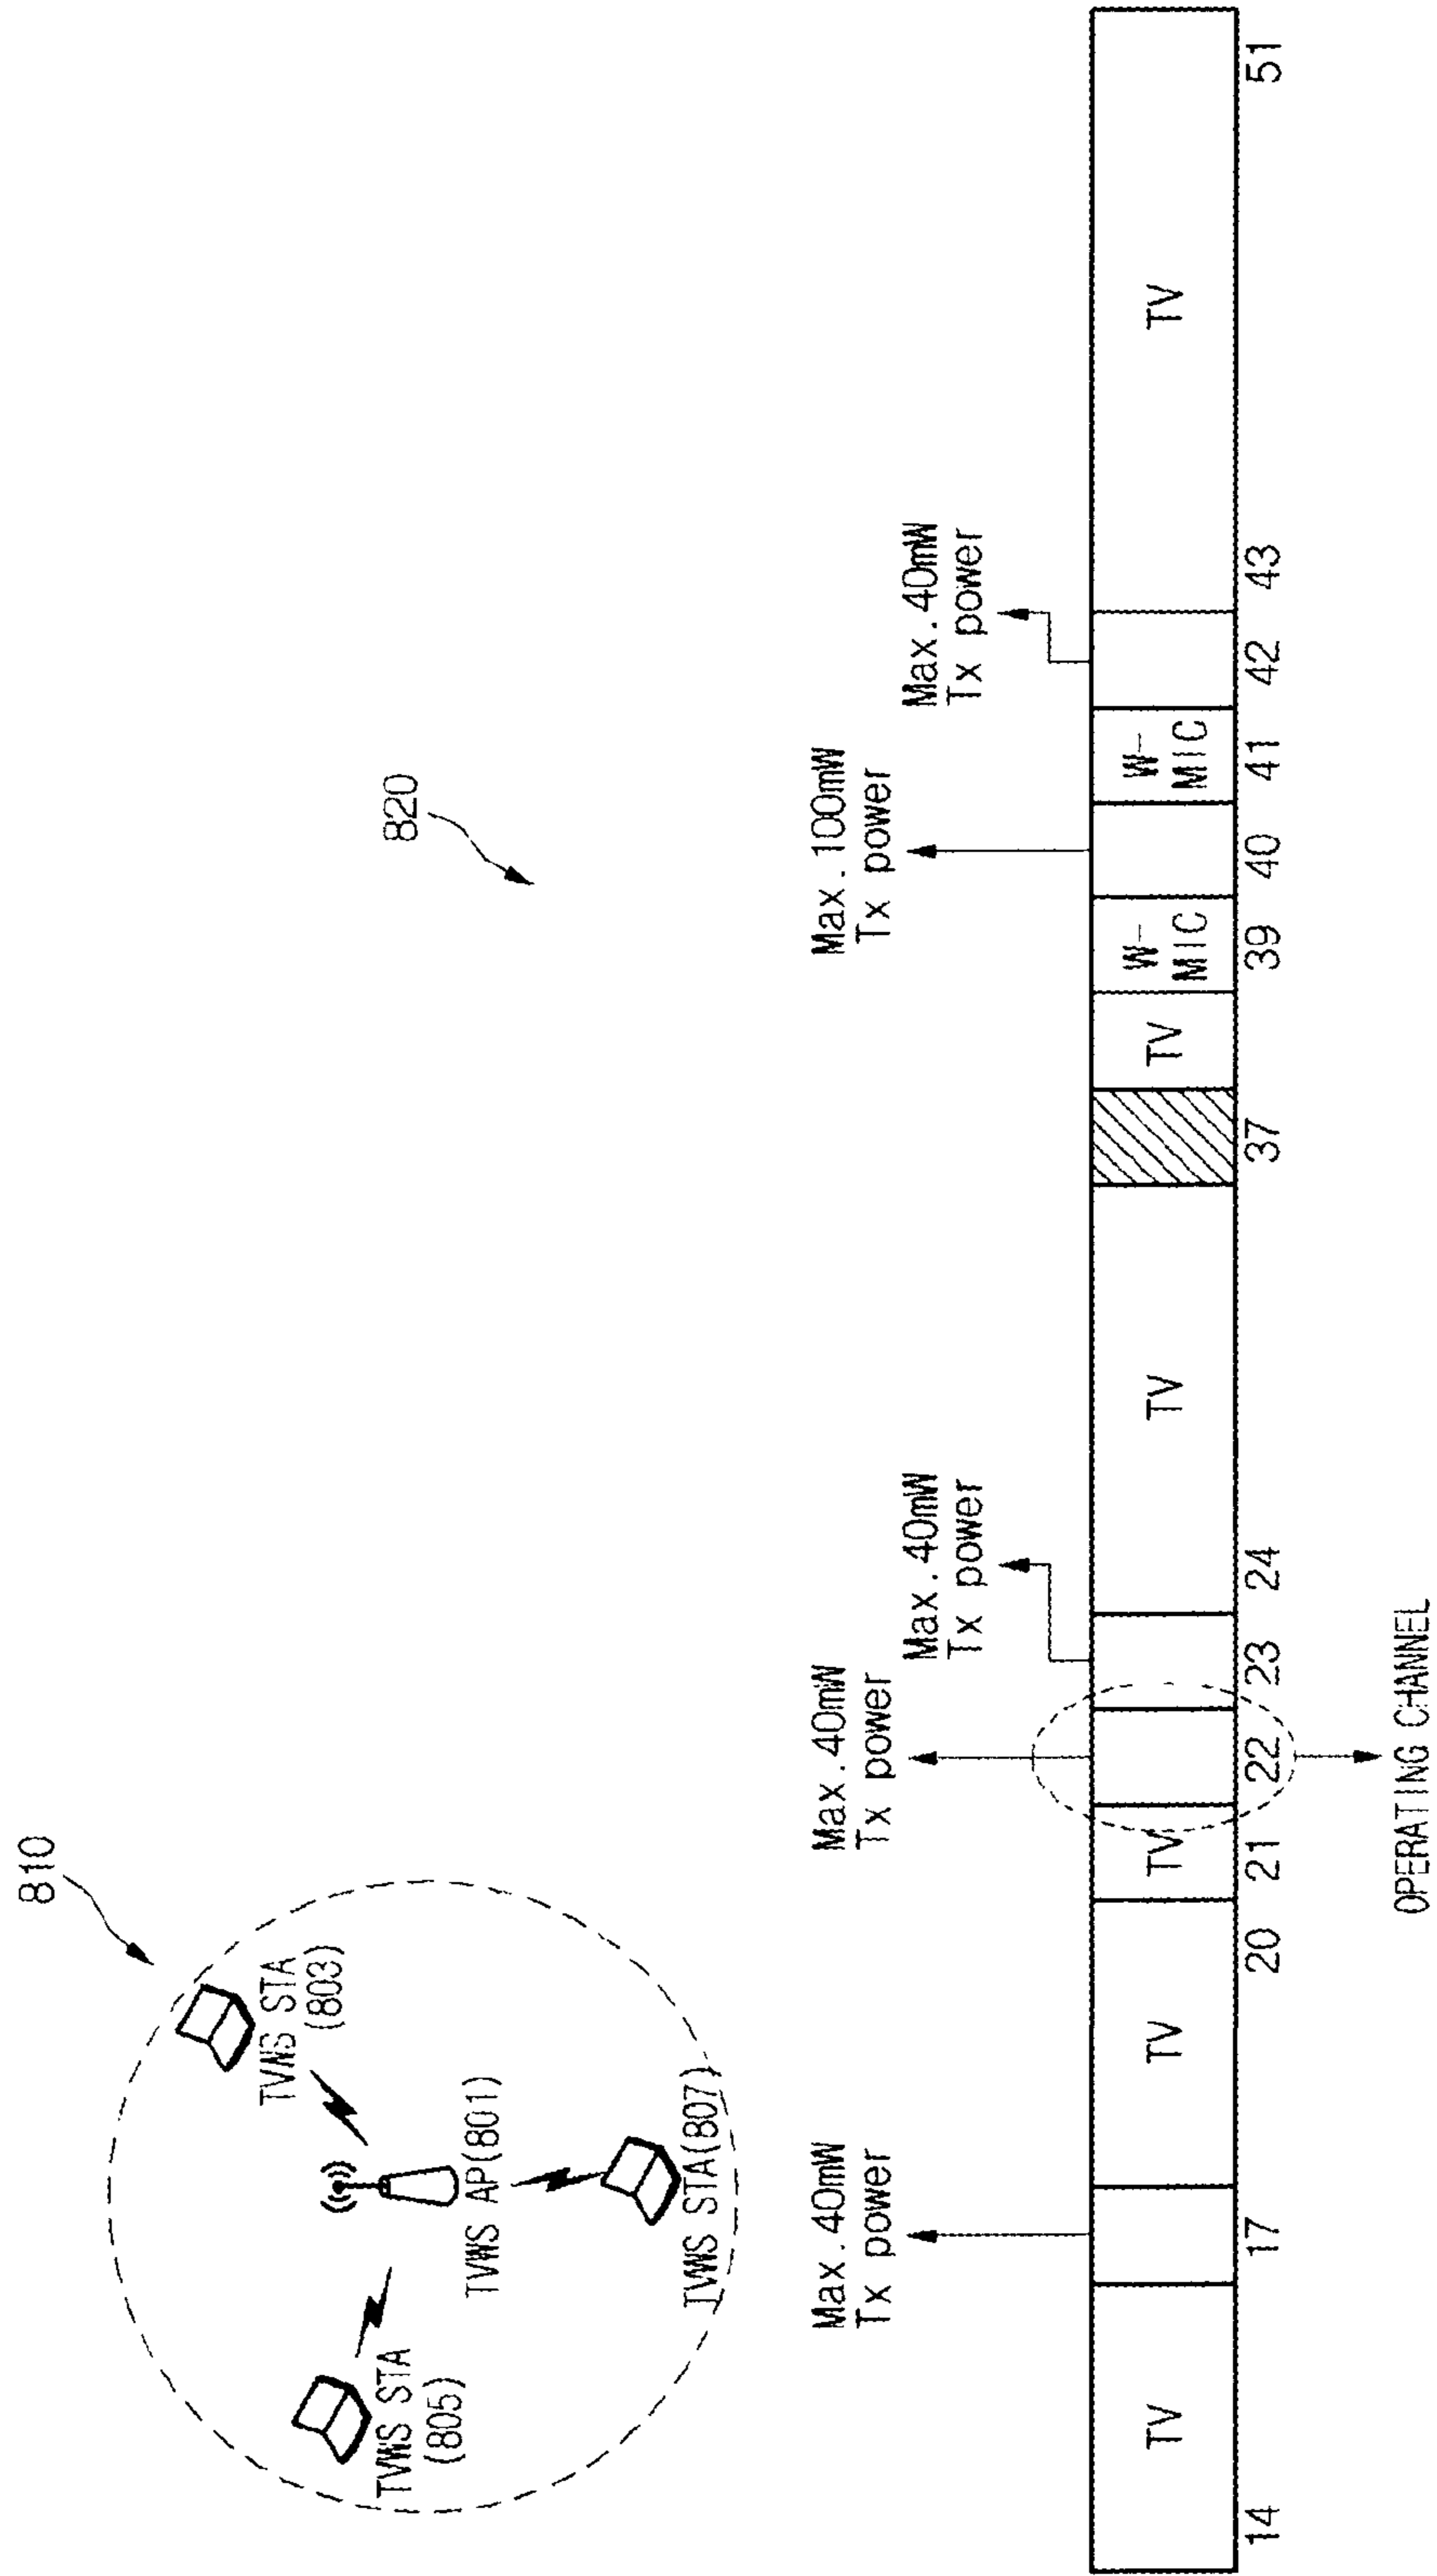 810
TVWS STA
(803)
TVWS AP(801)
TVWS STA
(805)
TVWS STA(807)
820
Max.40mW
Tx power
Max.40mW
Tx power
Max.40mW
Tx power
Max.100mW
Tx power
Max.40mW
Tx power
TV
TV
TV
TV
TV
W-
MIC
W-
MIC
TV
14
17
20
21
22
23
24
37
39
40
41
42
43
51
OPERATING CHANNEL